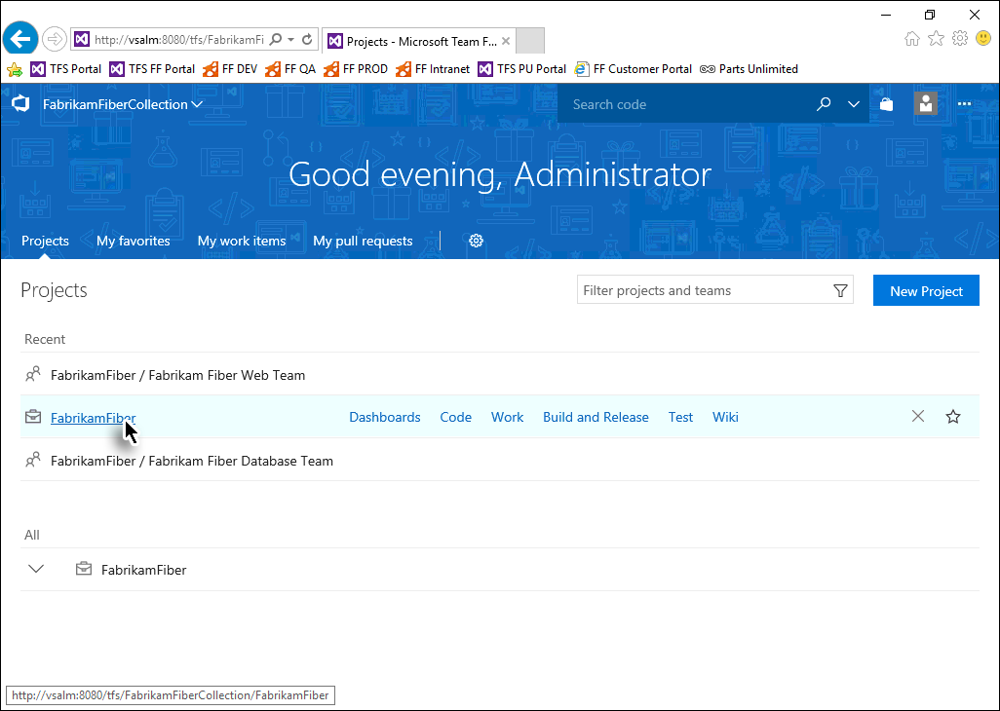 http://vsalm:8080/tfs/FabrikamFi
Projects - Microsoft Team F...
TFS Portal TFS FF Portal FF DEV FF QA FF PROD FF Intranet TFS PU Portal FF Customer Portal Parts Unlimited
FabrikamFiberCollection
Search code
Good evening, Administrator
Projects My favorites My work items My pull requests
Projects
Filter projects and teams
New Project
Recent
FabrikamFiber / Fabrikam Fiber Web Team
FabrikamFiber Dashboards Code Work Build and Release Test Wiki
FabrikamFiber / Fabrikam Fiber Database Team
All
FabrikamFiber
http://vsalm:8080/tfs/FabrikamFiberCollection/FabrikamFiber